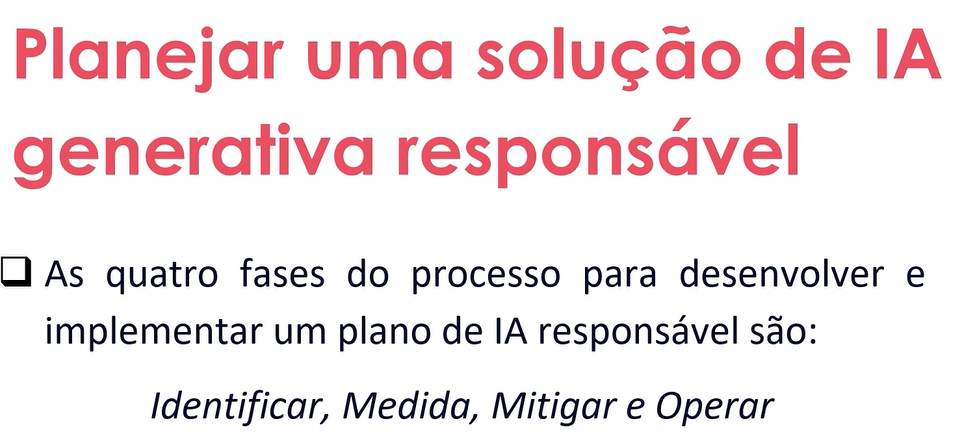 Planejar uma solução de IA
generativa responsável
❑ As quatro fases do processo para desenvolver e
implementar um plano de IA responsável são:
Identificar, Medida, Mitigar e Operar